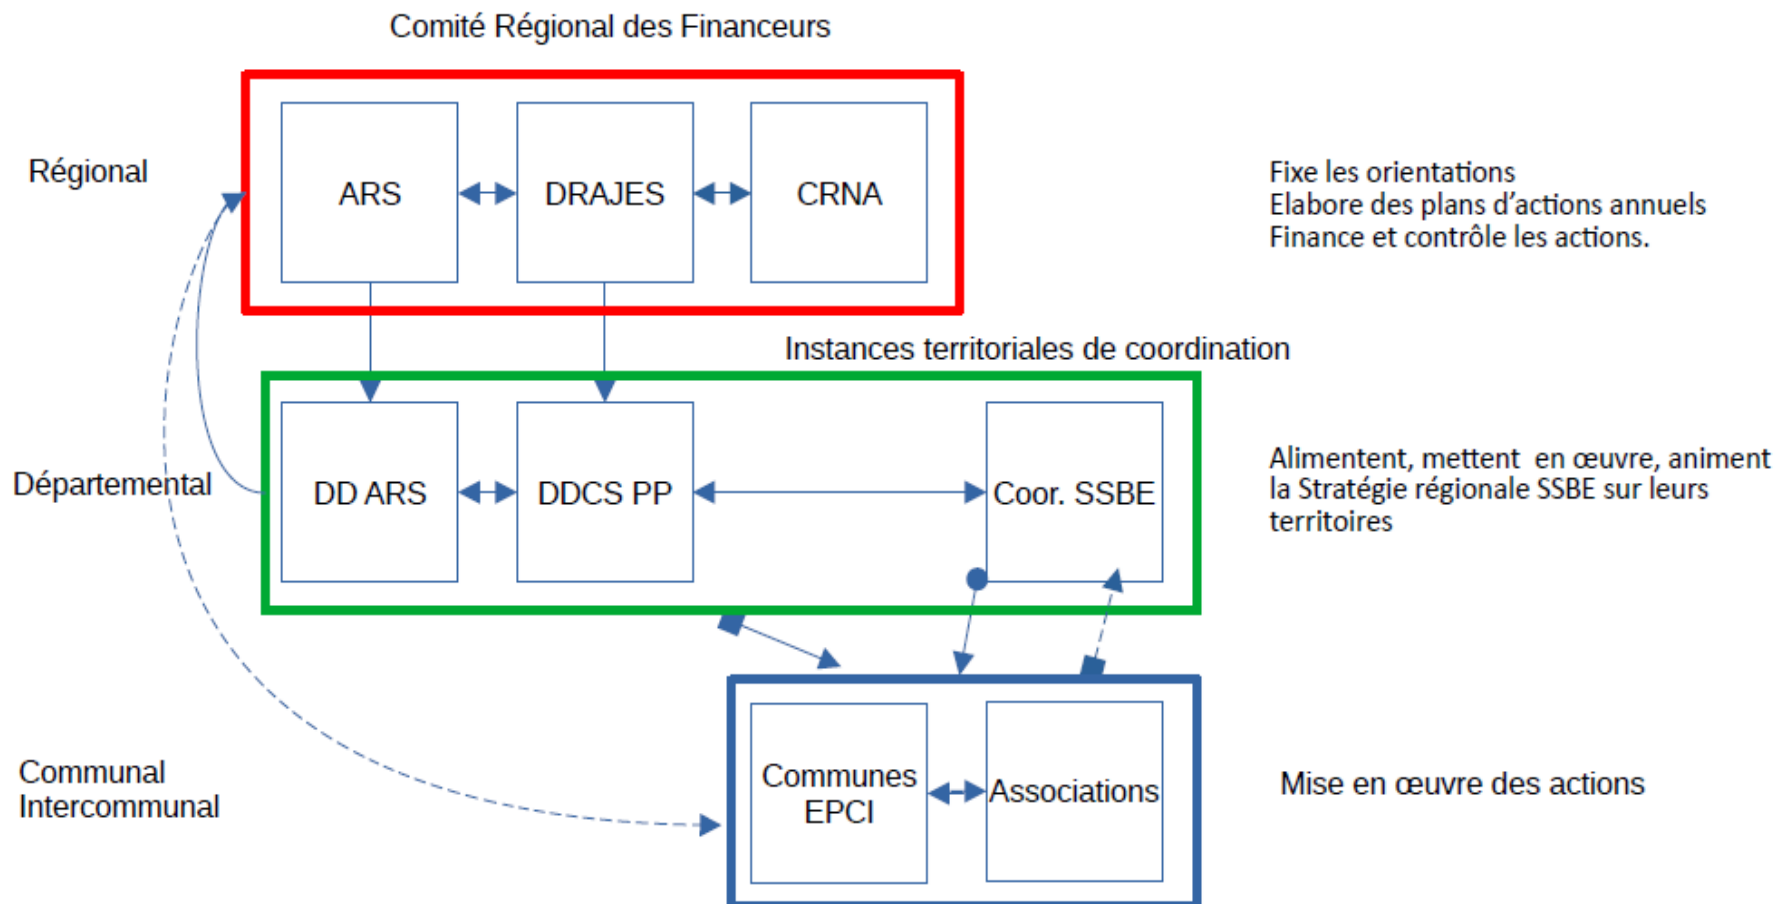 Comité Régional des Financeurs
Régional
ARS
DRAJES
CRNA
Fixe les orientations
Elabore des plans d’actions annuels
Finance et contrôle les actions.
Instances territoriales de coordination
Départemental
DD ARS
DDCS PP
Coor. SSBE
Alimentent, mettent en œuvre, animent
la Stratégie régionale SSBE sur leurs
territoires
Communal
Intercommunal
Communes
EPCI
Associations
Mise en œuvre des actions